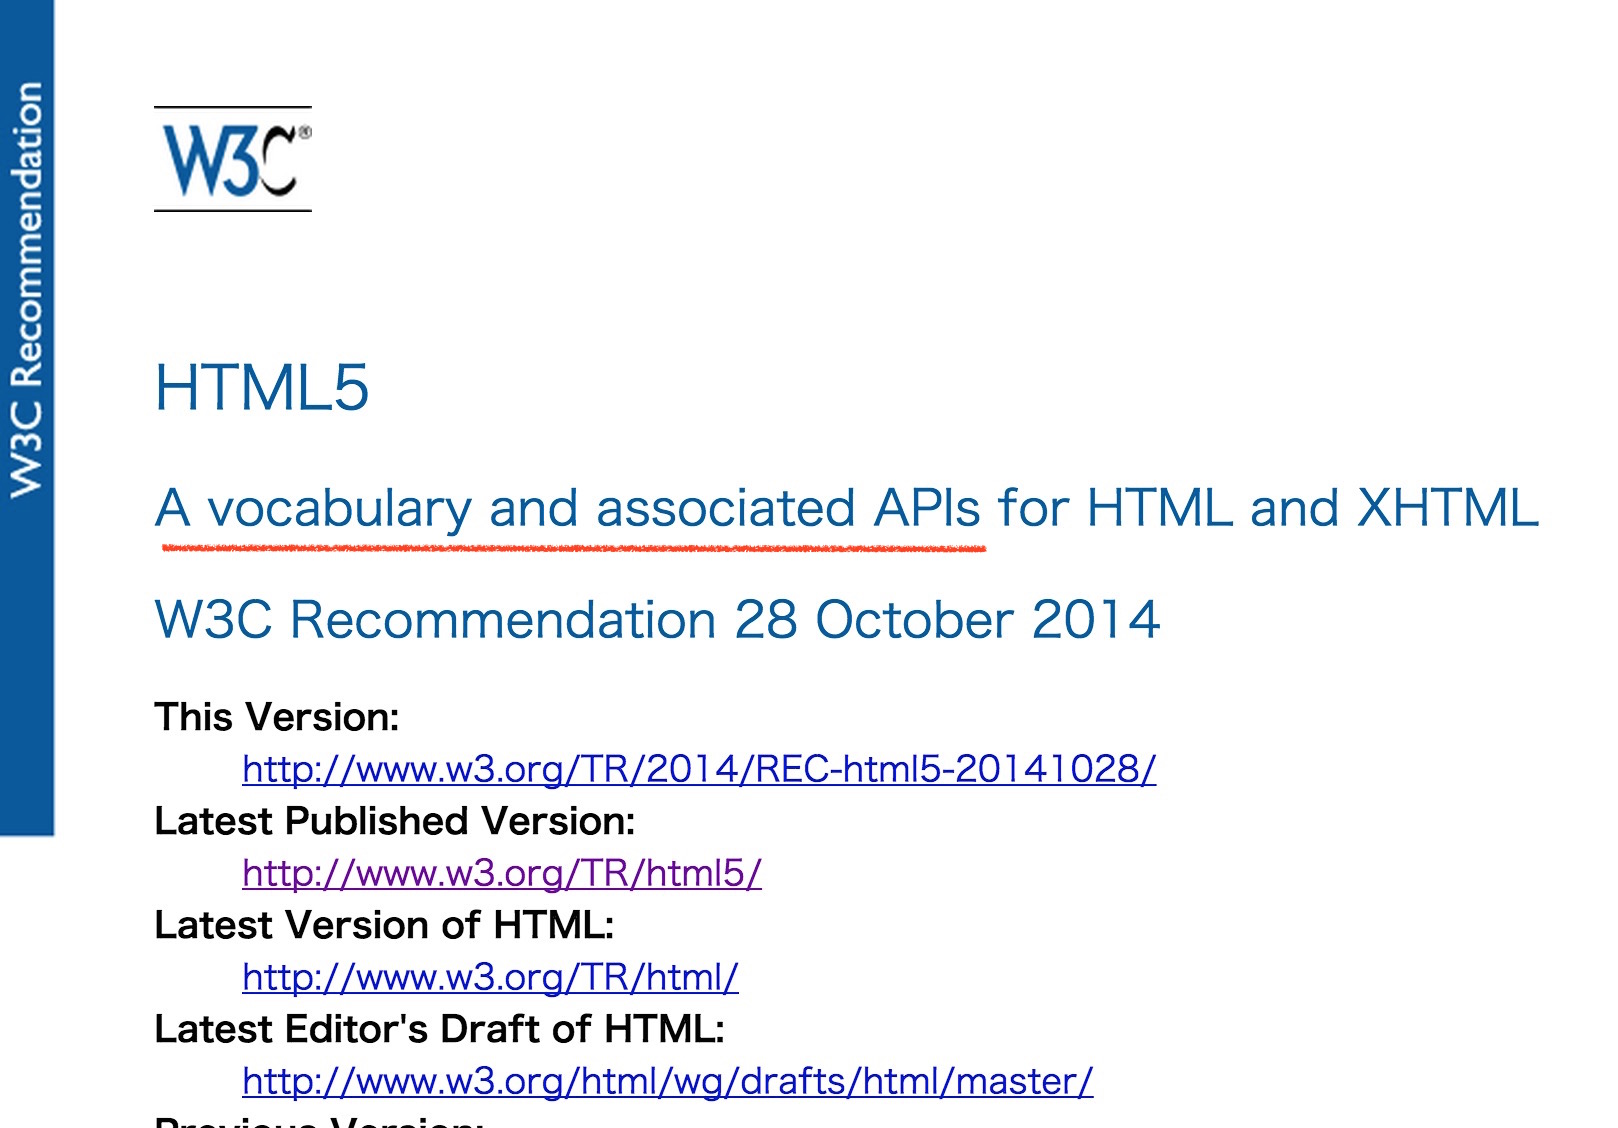 W3C Recommendation
W3C®
HTML5
A vocabulary and associated APIs for HTML and XHTML
W3C Recommendation 28 October 2014
This Version:
http://www.w3.org/TR/2014/REC-html5-20141028/
Latest Published Version:
http://www.w3.org/TR/html5/
Latest Version of HTML:
http://www.w3.org/TR/html/
Latest Editor's Draft of HTML:
http://www.w3.org/html/wg/drafts/html/master/
Previous Version: